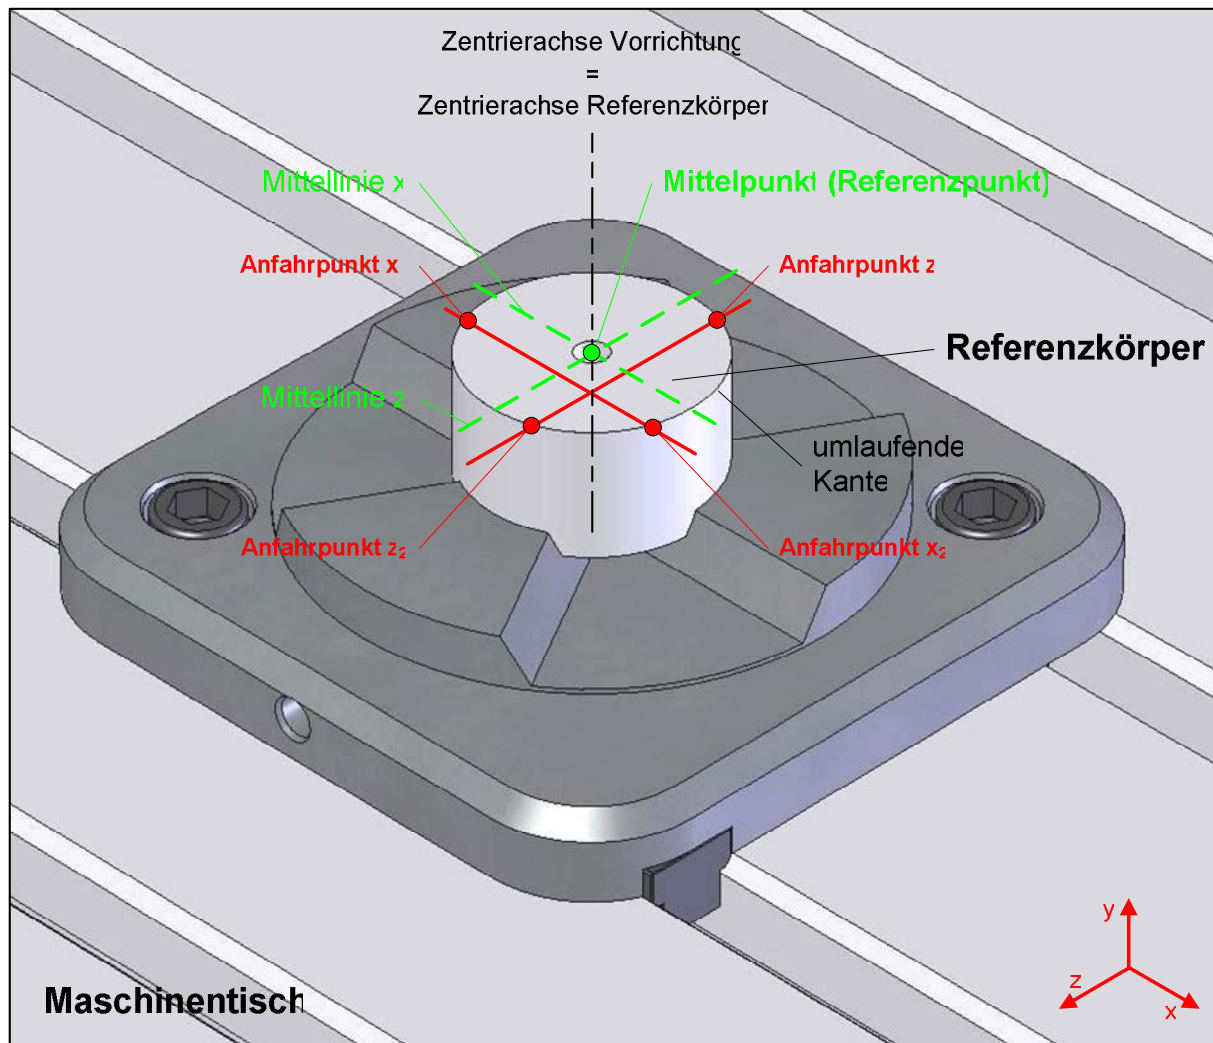 Zentrierachse Vorrichtung
=
Zentrierachse Referenzkörper
Mittellinie x
Mittelpunkt (Referenzpunkt)
Anfahrpunkt x
Anfahrpunkt z
Referenzkörper
Mittellinie z
umlaufende
Kante
Anfahrpunkt z₂
Anfahrpunkt x₂
y
z
x
Maschinentisch